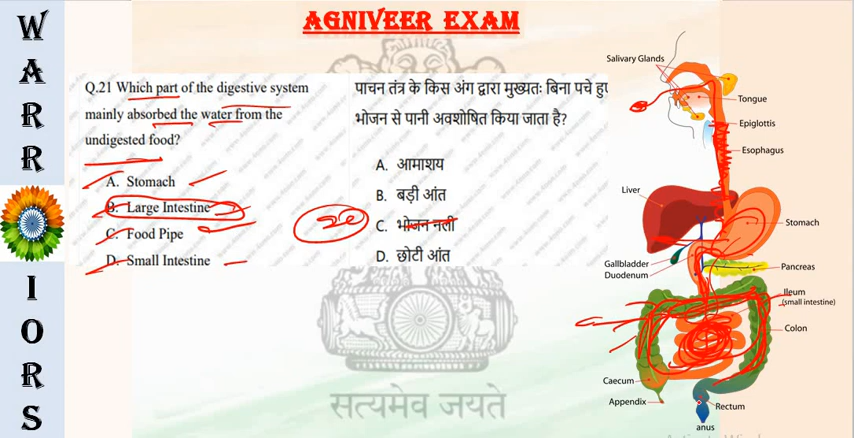 AGNIVEER EXAM
W
A
R
R
I
O
R
S
Q.21 Which part of the digestive system
mainly absorbed the water from the
undigested food?
A. Stomach
B. Large Intestine
C. Food Pipe
D. Small Intestine
पाचन तंत्र के किस अंग द्वारा मुख्यतः बिना पचे हु
भोजन से पानी अवशोषित किया जाता है?
A. आमाशय
B. बड़ी आंत
C. भोजन नली
D. छोटी आंत
सत्यमेव जयते
Salivary Glands
Tongue
Epiglottis
Esophagus
Liver
Stomach
Gallbladder
Duodenum
Pancreas
Ileum
(small intestine)
Colon
Caecum
Appendix
Rectum
anus